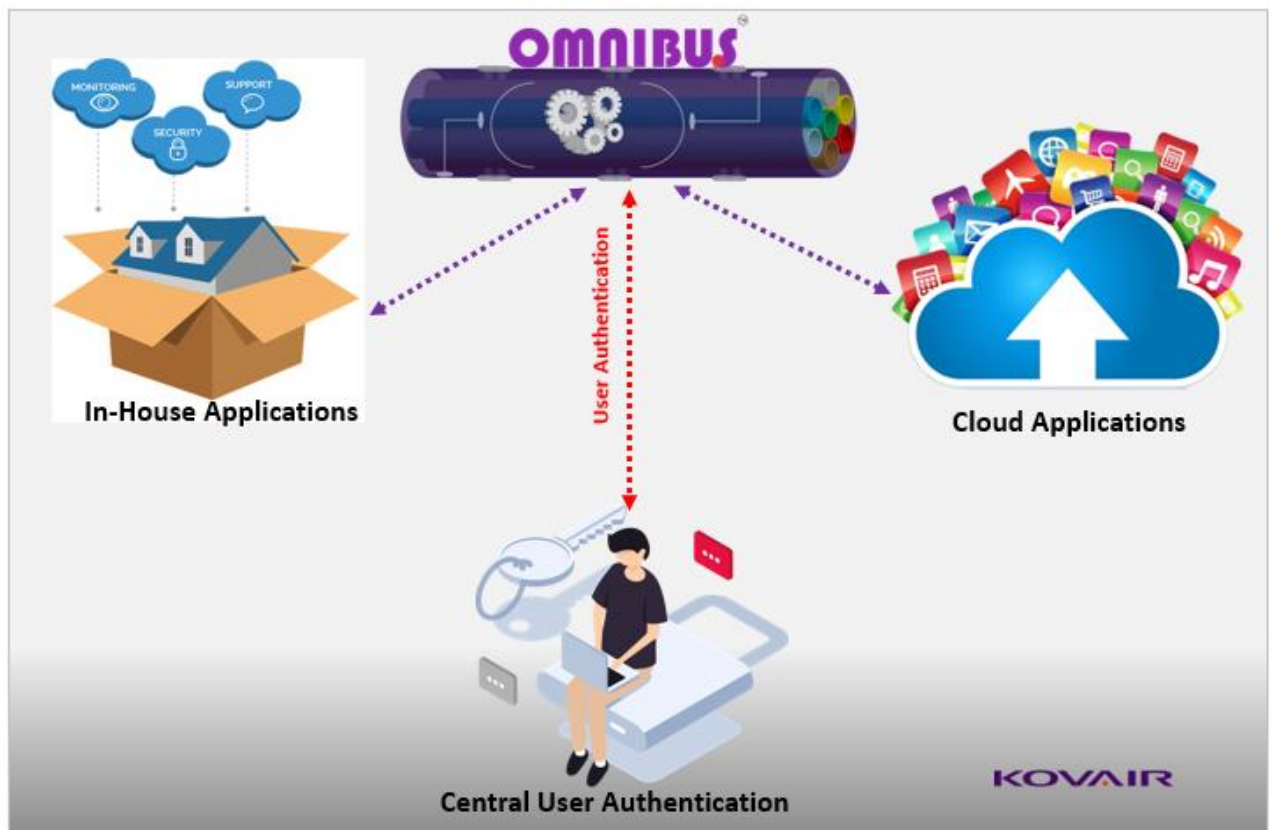 OMNIBUS
MONITORING
SUPPORT
SECURITY
User Authentication
In-House Applications
Cloud Applications
Central User Authentication
KOVAIR